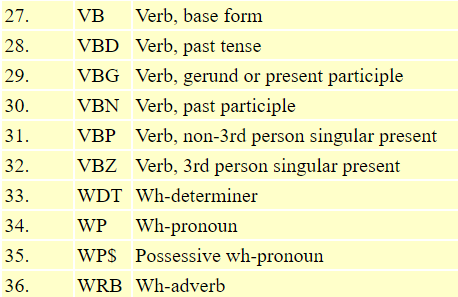 27. VB Verb, base form
28. VBD Verb, past tense
29. VBG Verb, gerund or present participle
30. VBN Verb, past participle
31. VBP Verb, non-3rd person singular present
32. VBZ Verb, 3rd person singular present
33. WDT Wh-determiner
34. WP Wh-pronoun
35. WP$ Possessive wh-pronoun
36. WRB Wh-adverb